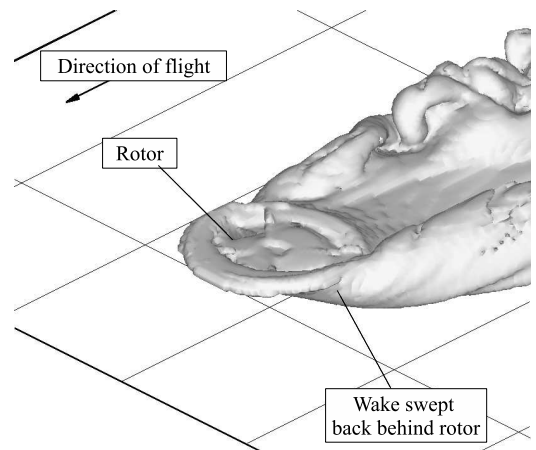 Direction of flight
Rotor
Wake swept
back behind rotor